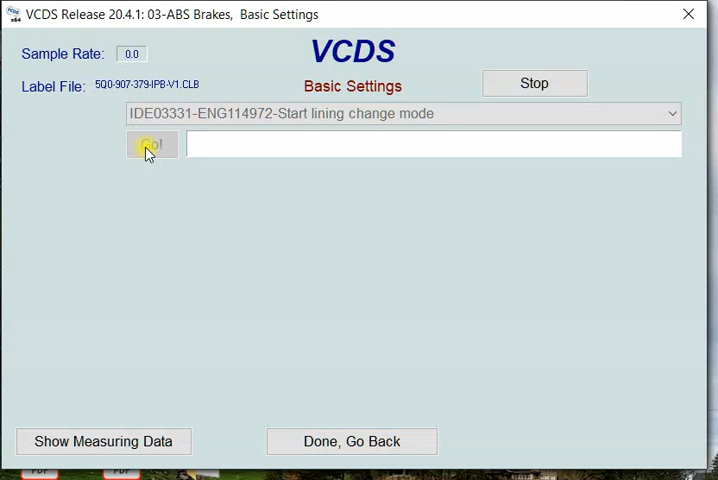 VCDS Release 20.4.1: 03-ABS Brakes, Basic Settings
Sample Rate: 0.0
VCDS
Label File: 5Q0-907-379-IPB-V1.CLB
Basic Settings
Stop
IDE03331-ENG114972-Start lining change mode
Go!
Show Measuring Data
Done, Go Back